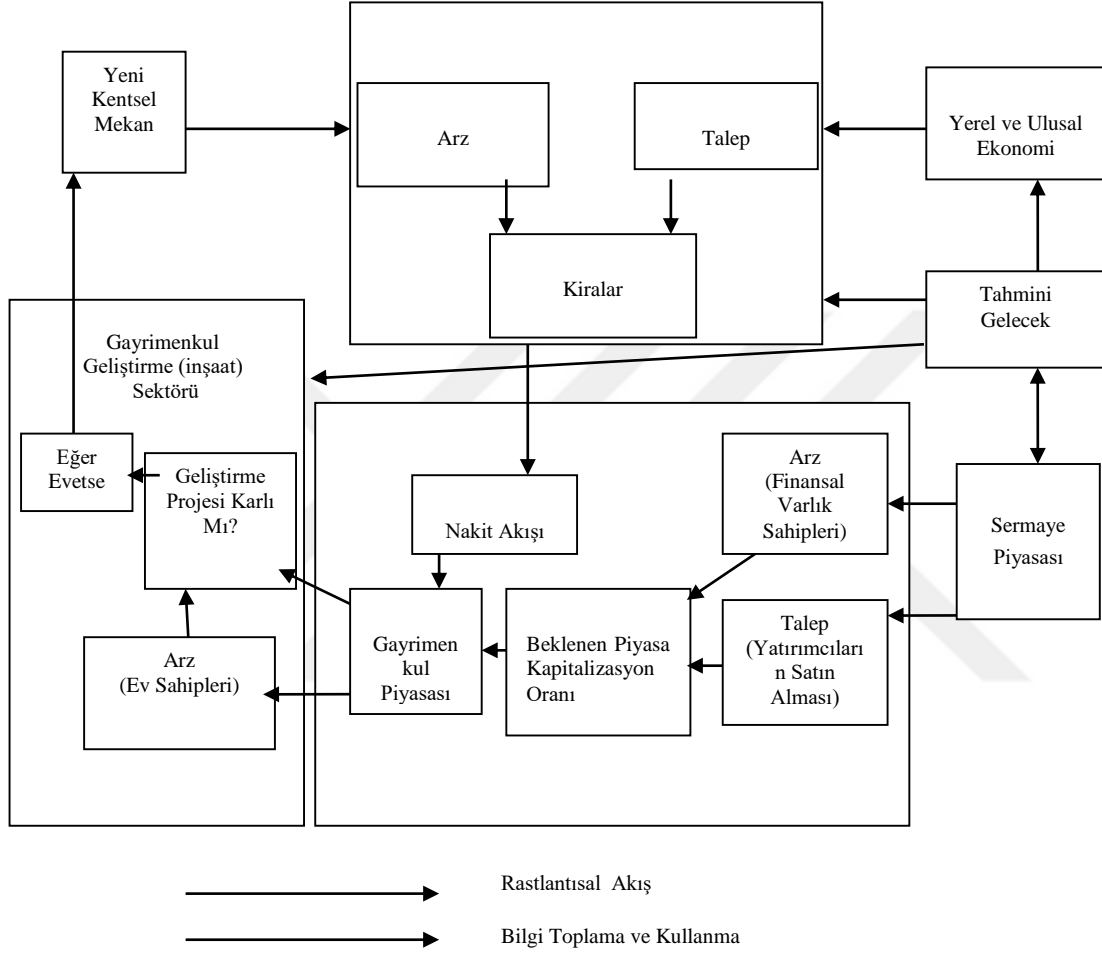 Yeni
Kentsel
Mekan
Arz
Talep
Yerel ve Ulusal
Ekonomi
Kiralar
Tahmini
Gelecek
Gayrimenkul
Geliştirme (inşaat)
Sektörü
Eğer
Evetse
Geliştirme
Projesi Karlı
Mı?
Arz
(Ev Sahipleri)
Nakit Akışı
Gayrimen
kul
Piyasası
Beklenen Piyasa
Kapitalizasyon
Oranı
Arz
(Finansal
Varlık
Sahipleri)
Talep
(Yatırımcıları
n Satın
Alması)
Sermaye
Piyasası
Rastlantısal Akış
Bilgi Toplama ve Kullanma